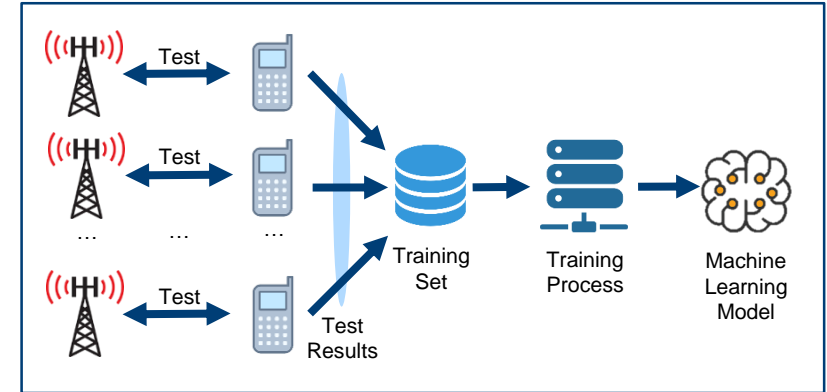 Test
Test
… … …
Test
Training
Set
Training
Process
Machine
Learning
Model
Test
Results